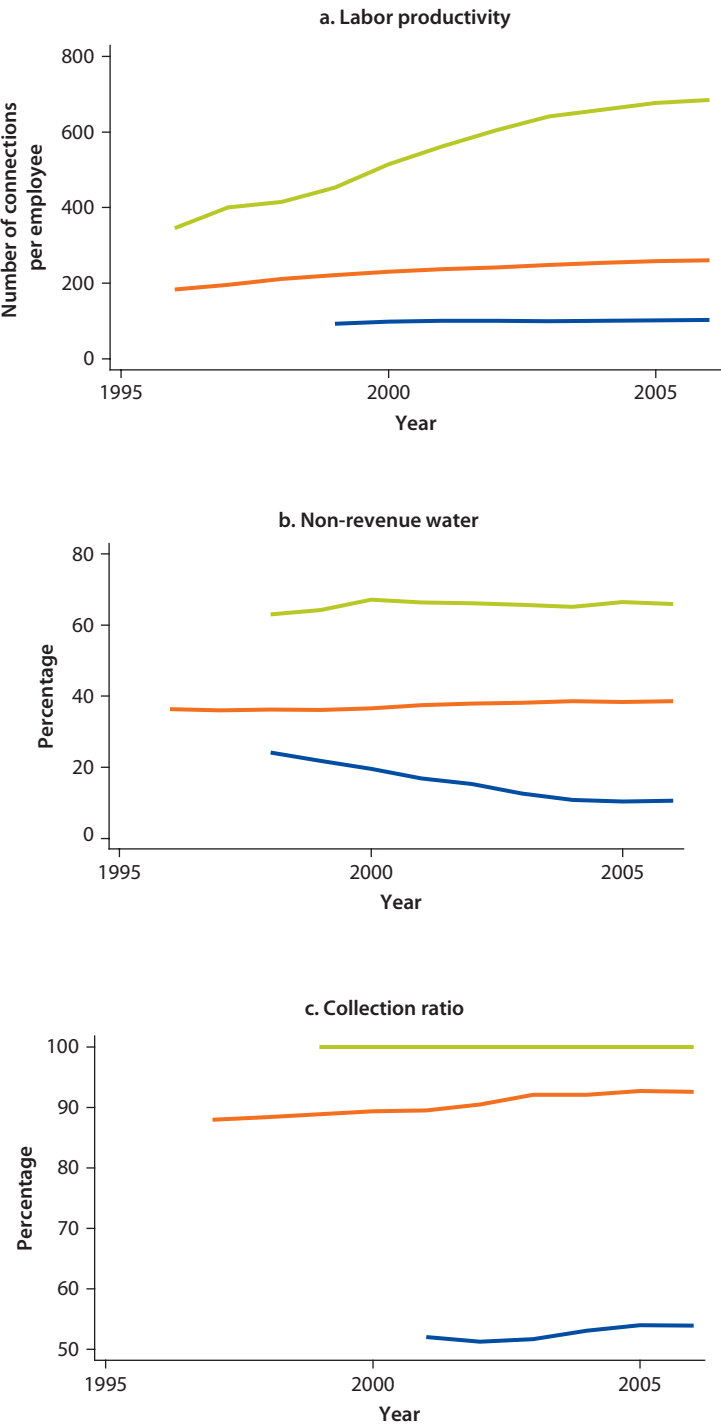 a. Labor productivity
Number of connections
per employee
800
600
400
200
0
1995
2000
2005
Year
b. Non-revenue water
Percentage
80
60
40
20
0
1995
2000
2005
Year
c. Collection ratio
Percentage
100
90
80
70
60
50
1995
2000
2005
Year